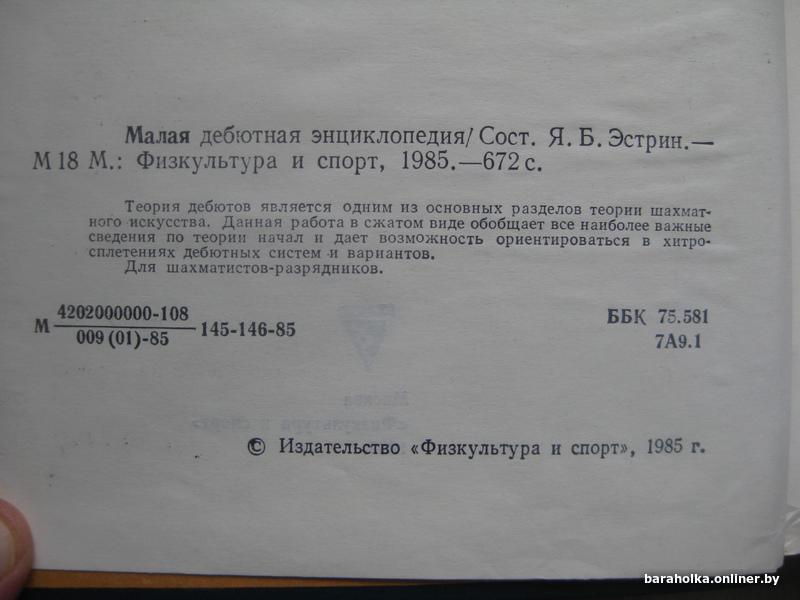 Малая дебютная энциклопедия/ Сост. Я. Б. Эстрин.—
М 18 М.: Физкультура и спорт, 1985.—672 с.
Теория дебютов является одним из основных разделов теории шахмат-
ного искусства. Данная работа в сжатом виде обобщает все наиболее важные
сведения по теории начал и дает возможность ориентироваться в хитро-
сплетениях дебютных систем и вариантов.
Для шахматистов-разрядников.
М 4202000000-108
009 (01)-85
145-146-85
ББК 75.581
7А9.1
© Издательство «Физкультура и спорт», 1985 г.
baraholka.onliner.by